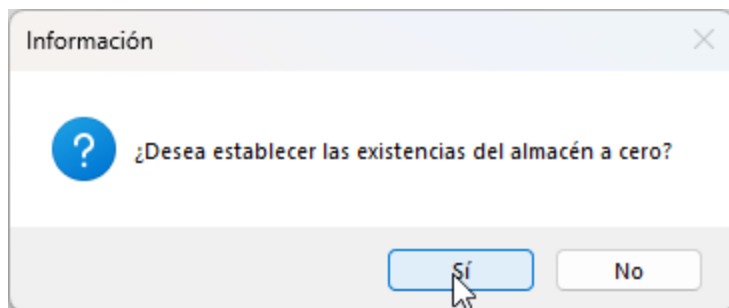 Información
¿Desea establecer las existencias del almacén a cero?
Sí
No